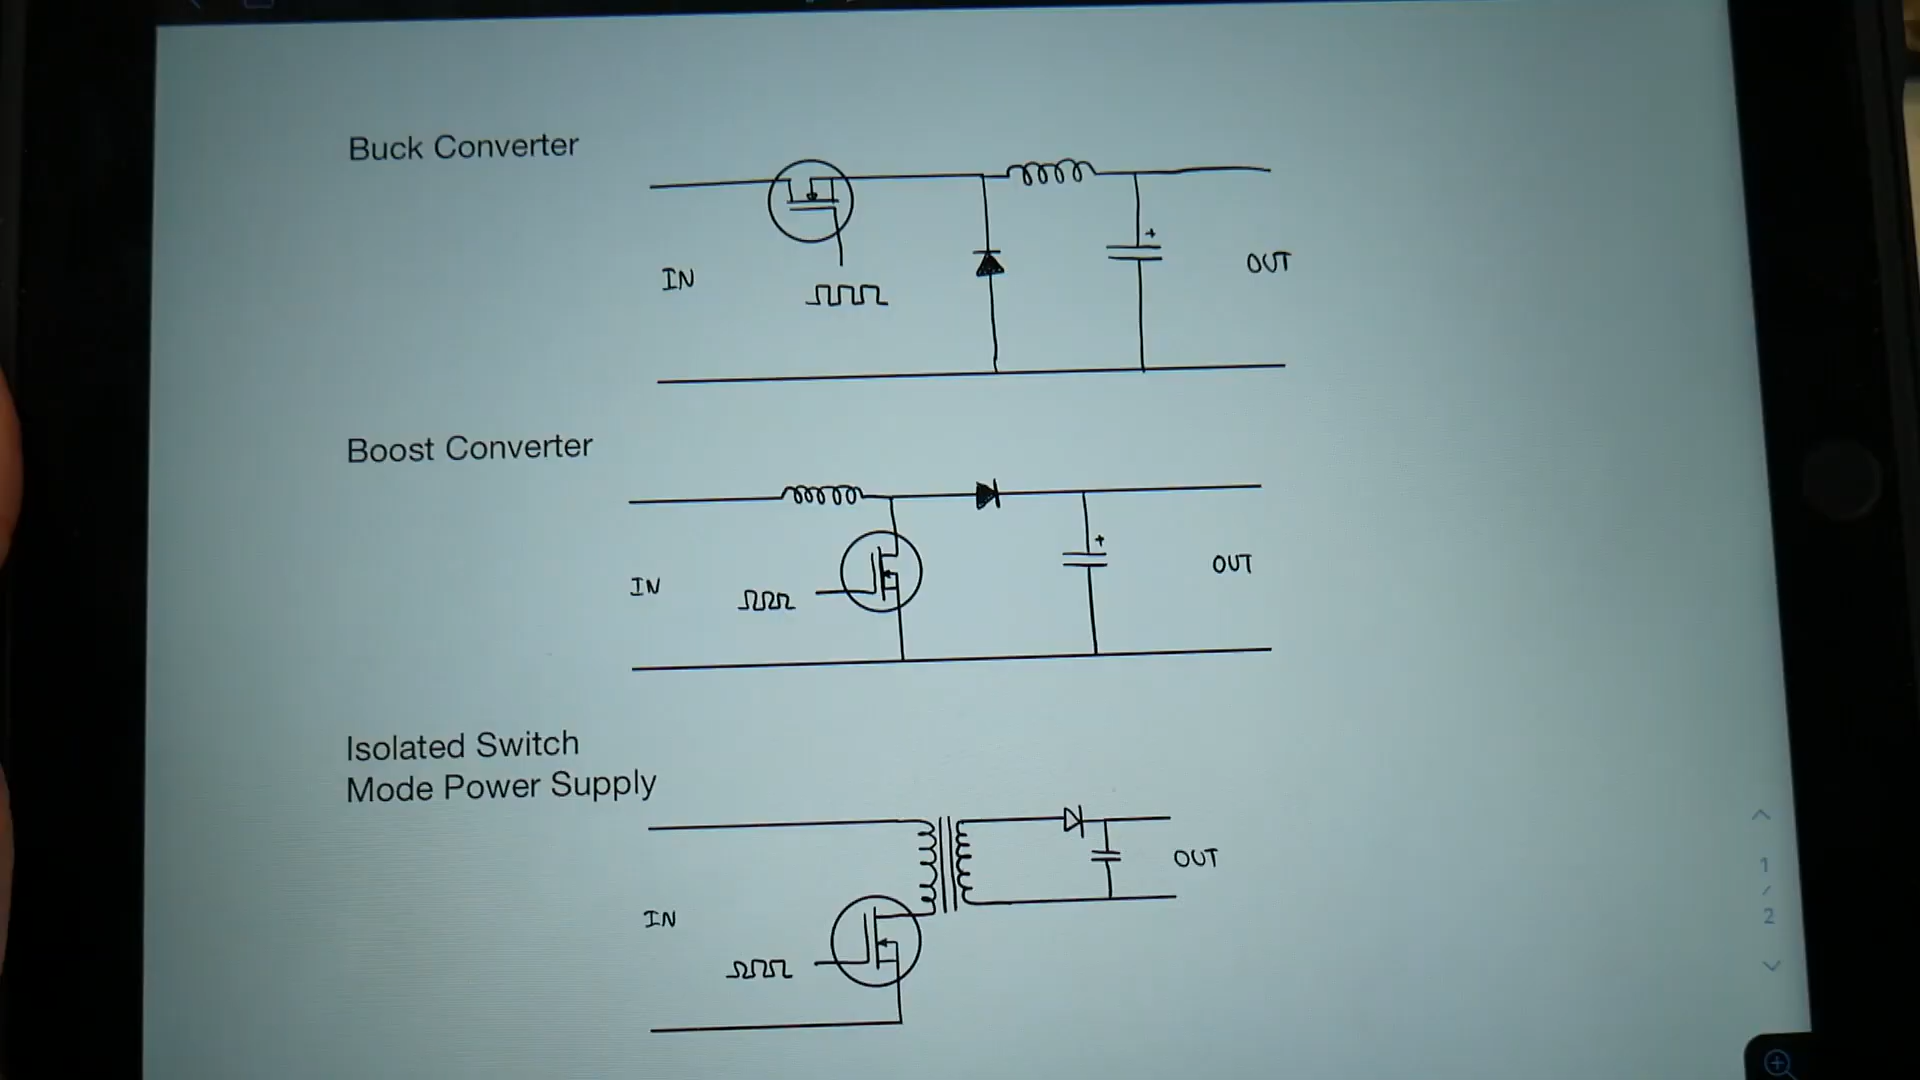 Buck Converter
IN
OUT
+
Boost Converter
IN
OUT
+
Isolated Switch
Mode Power Supply
IN
OUT
1
/
2